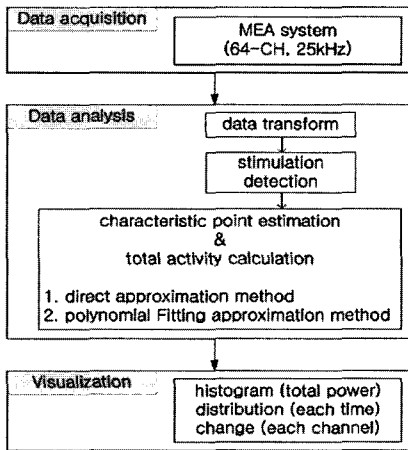 Data acquisition
MEA system
(64-CH, 25kHz)
Data analysis
data transform
stimulation
detection
characteristic point estimation
&
total activity calculation
1. direct approximation method
2. polynomial Fitting approximation method
Visualization
histogram (total power)
distribution (each time)
change (each channel)